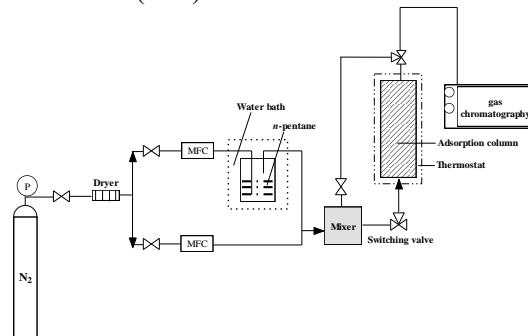 gas
chromatography
Water bath
n-pentane
Adsorption column
MFC
Thermostat
P
Dryer
Mixer
Switching valve
MFC
N2